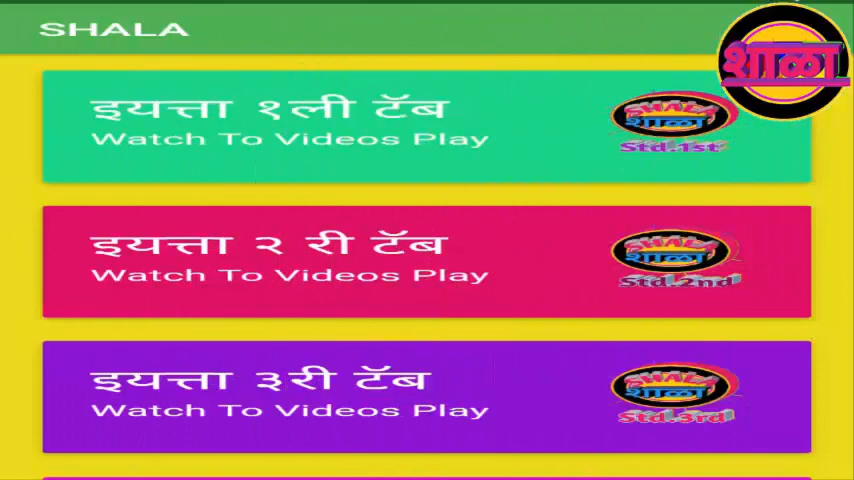 SHALA
शाळा
इयत्ता १ली टॅब
Watch To Videos Play
SHALA
शाळा
Std.1st
इयत्ता २ री टॅब
Watch To Videos Play
SHALA
शाळा
Std.2nd
इयत्ता ३री टॅब
Watch To Videos Play
SHALA
शाळा
Std.3rd